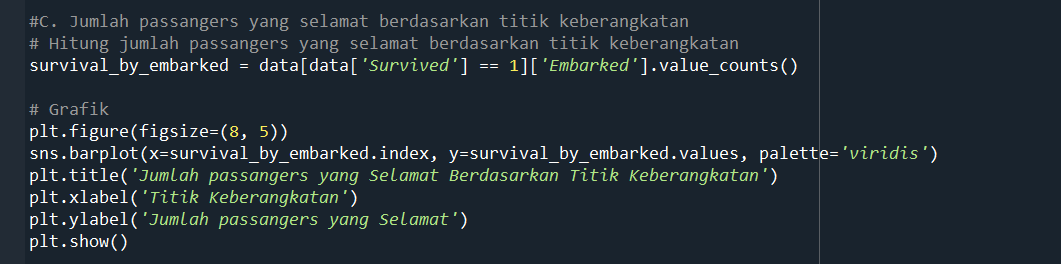 #C. Jumlah passangers yang selamat berdasarkan titik keberangkatan
# Hitung jumlah passangers yang selamat berdasarkan titik keberangkatan
survival_by_embarked = data[data['Survived'] == 1]['Embarked'].value_counts()
# Grafik
plt.figure(figsize=(8, 5))
sns.barplot(x=survival_by_embarked.index, y=survival_by_embarked.values, palette='viridis')
plt.title('Jumlah passangers yang Selamat Berdasarkan Titik Keberangkatan')
plt.xlabel('Titik Keberangkatan')
plt.ylabel('Jumlah passangers yang Selamat')
plt.show()